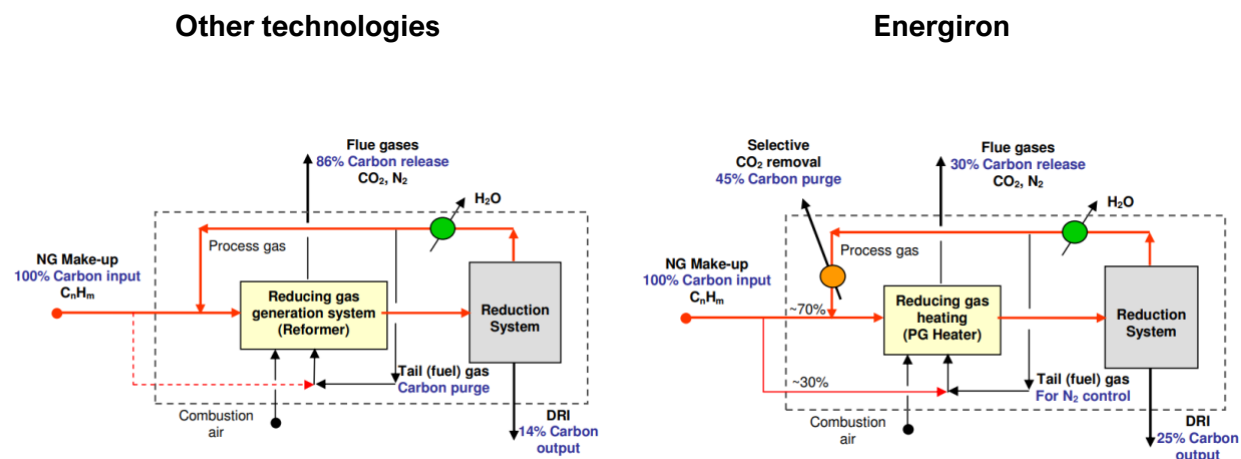 Other technologies
Flue gases
86% Carbon release
CO₂, N₂
H₂O
Process gas
NG Make-up
100% Carbon input
CₙHₘ
Reducing gas
generation system
(Reformer)
Reduction
System
Tail (fuel) gas
Carbon purge
Combustion
air
DRI
14% Carbon
output
Energiron
Selective
CO₂ removal
45% Carbon purge
Flue gases
30% Carbon release
CO₂, N₂
H₂O
Process gas
NG Make-up
100% Carbon input
CₙHₘ
~70%
Reducing gas
heating
(PG Heater)
Reduction
System
~30%
Tail (fuel) gas
For N₂ control
Combustion
air
DRI
25% Carbon
output